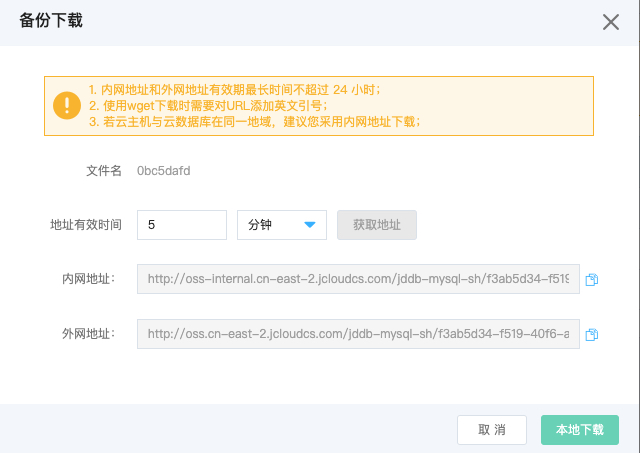 备份下载
1. 内网地址和外网地址有效期最长时间不超过 24 小时；
2. 使用wget下载时需要对URL添加英文引号；
3. 若云主机与云数据库在同一地域，建议您采用内网地址下载；
文件名 0bc5dafd
地址有效时间 5 分钟 获取地址
内网地址： http://oss-internal.cn-east-2.jcloudcs.com/jddb-mysql-sh/f3ab5d34-f519
外网地址： http://oss.cn-east-2.jcloudcs.com/jddb-mysql-sh/f3ab5d34-f519-40f6-a
取 消 本地下载